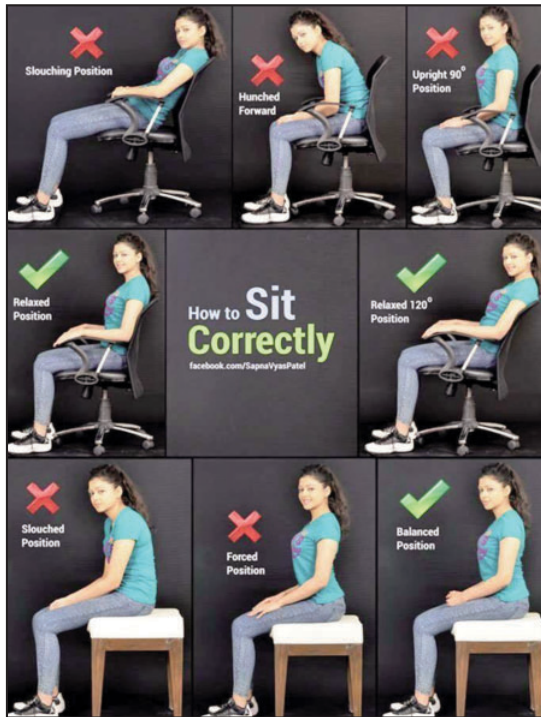 Slouching Position
Hunched
Forward
Upright 90°
Position
Relaxed
Position
How to Sit
Correctly
facebook.com/SapnaVyasPatel
Relaxed 120°
Position
Slouched
Position
Forced
Position
Balanced
Position